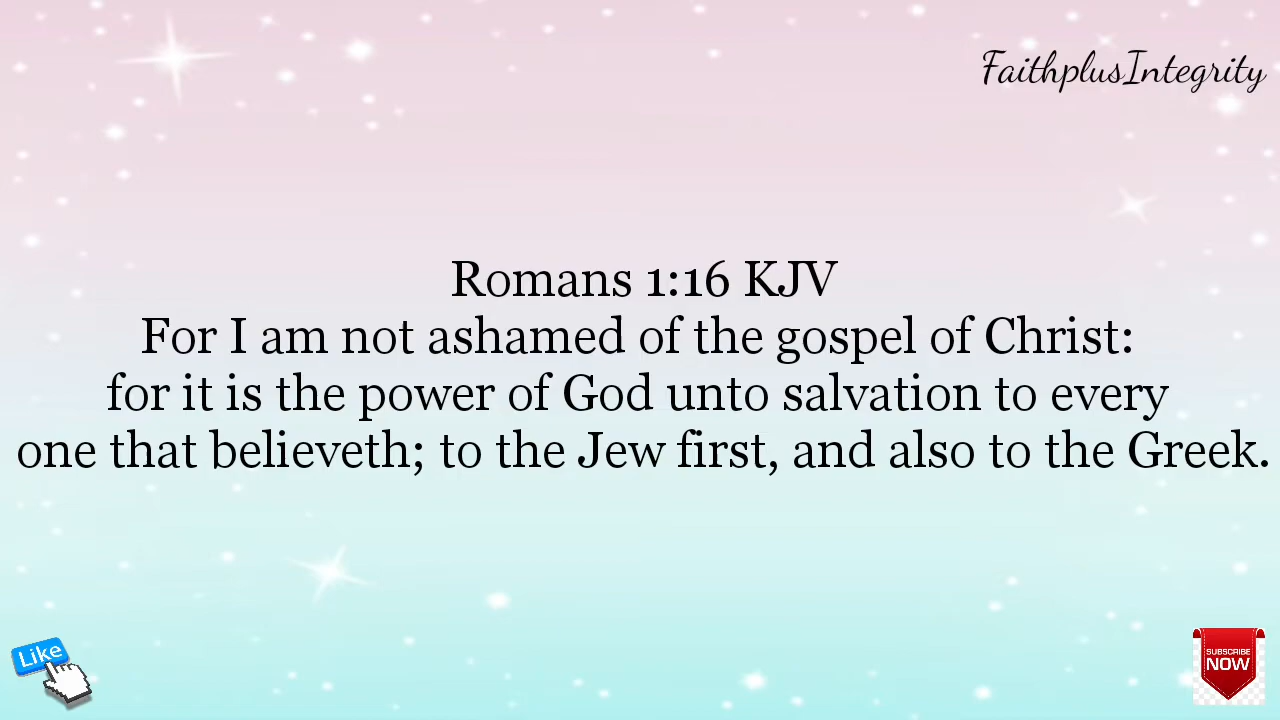 FaithplusIntegrity
Romans 1:16 KJV
For I am not ashamed of the gospel of Christ:
for it is the power of God unto salvation to every
one that believeth; to the Jew first, and also to the Greek.
Like
SUBSCRIBE
NOW